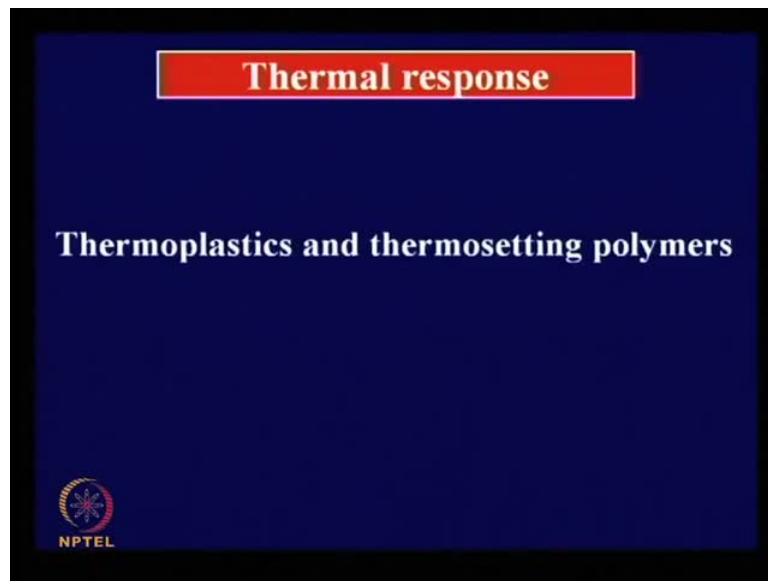 Thermal response
Thermoplastics and thermosetting polymers
NPTEL